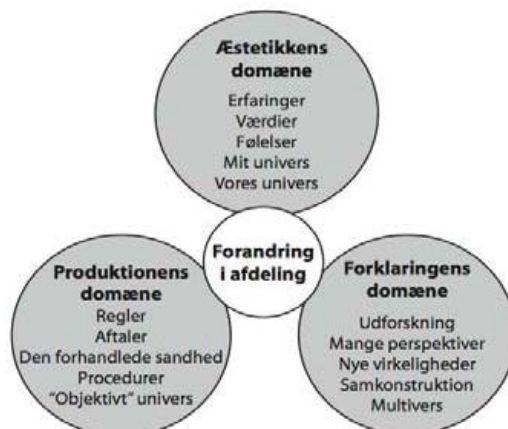 Æstetikkens
domæne
Erfaringer
Værdier
Følelser
Mit univers
Vores univers
Forandring
i afdeling
Produktionens
domæne
Regler
Aftaler
Den forhandlede sandhed
Procedurer
"Objektivt" univers
Forklaringens
domæne
Udforskning
Mange perspektiver
Nye virkeligheder
Samkonstruktion
Multivers